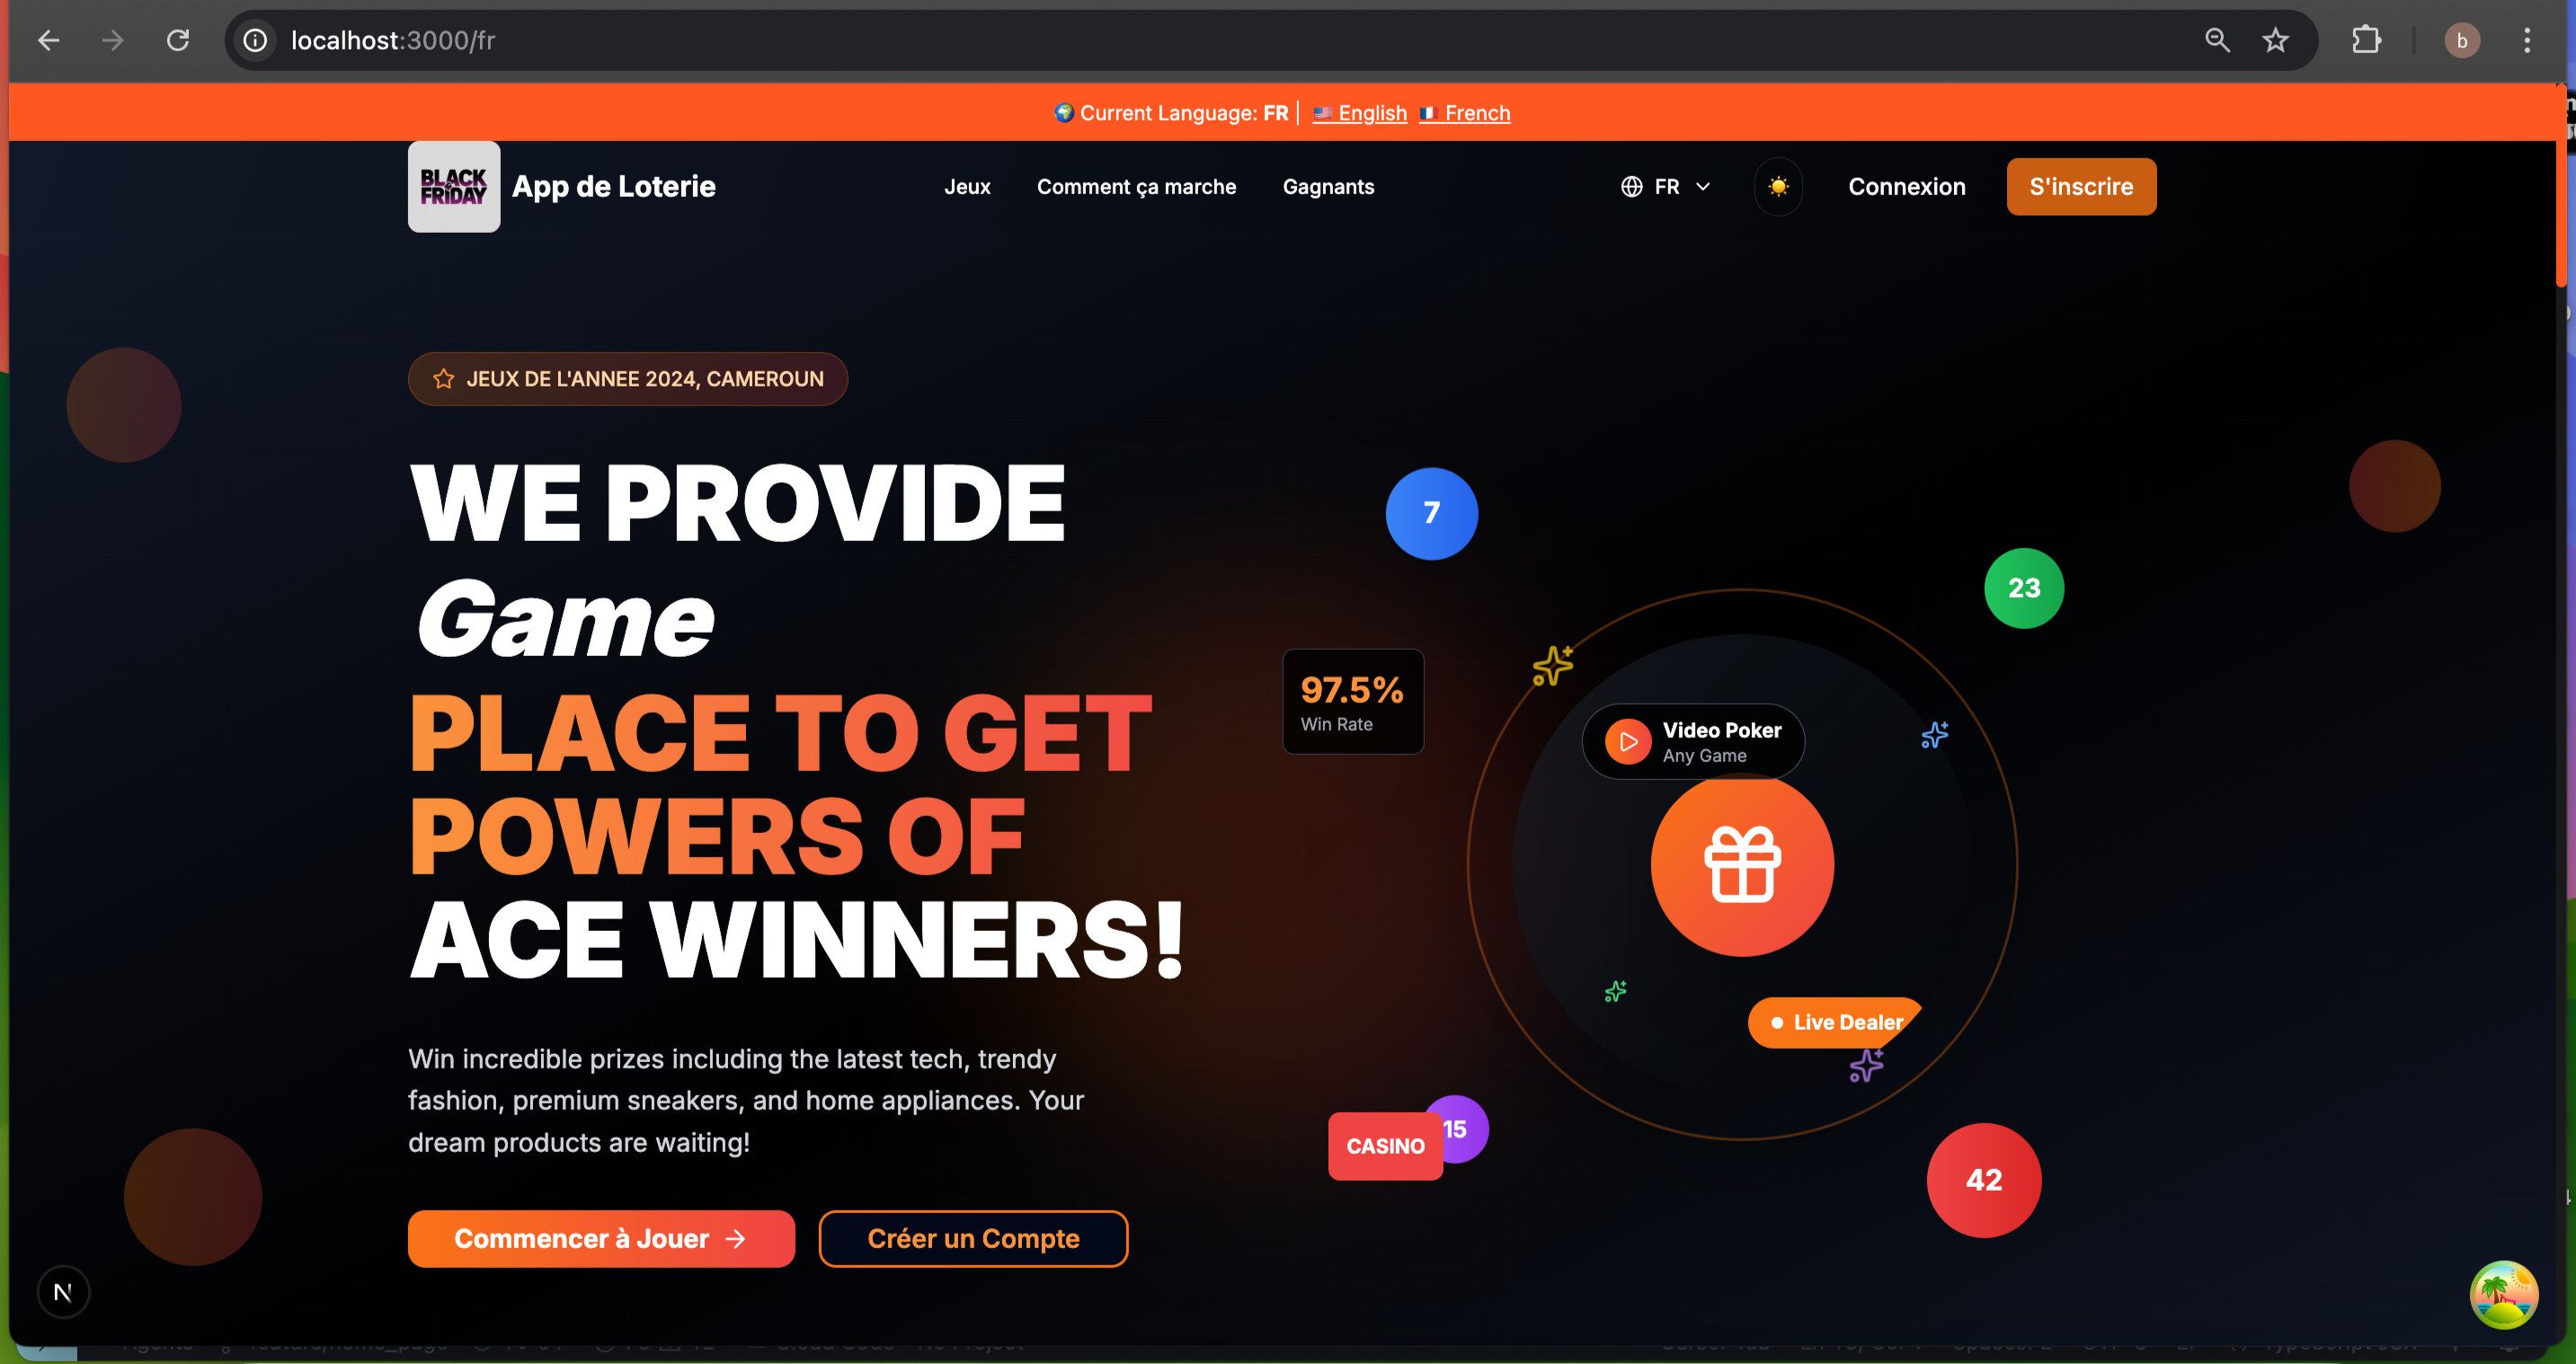 localhost:3000/fr
b
Current Language: FR | English French
BLACK
FRIDAY
App de Loterie
Jeux
Comment ça marche
Gagnants
FR
Connexion
S'inscrire
JEUX DE L'ANNEE 2024, CAMEROUN
WE PROVIDE
Game
PLACE TO GET
POWERS OF
ACE WINNERS!
Win incredible prizes including the latest tech, trendy
fashion, premium sneakers, and home appliances. Your
dream products are waiting!
Commencer à Jouer
Créer un Compte
7
23
97.5%
Win Rate
Video Poker
Any Game
Live Dealer
CASINO
15
42
N